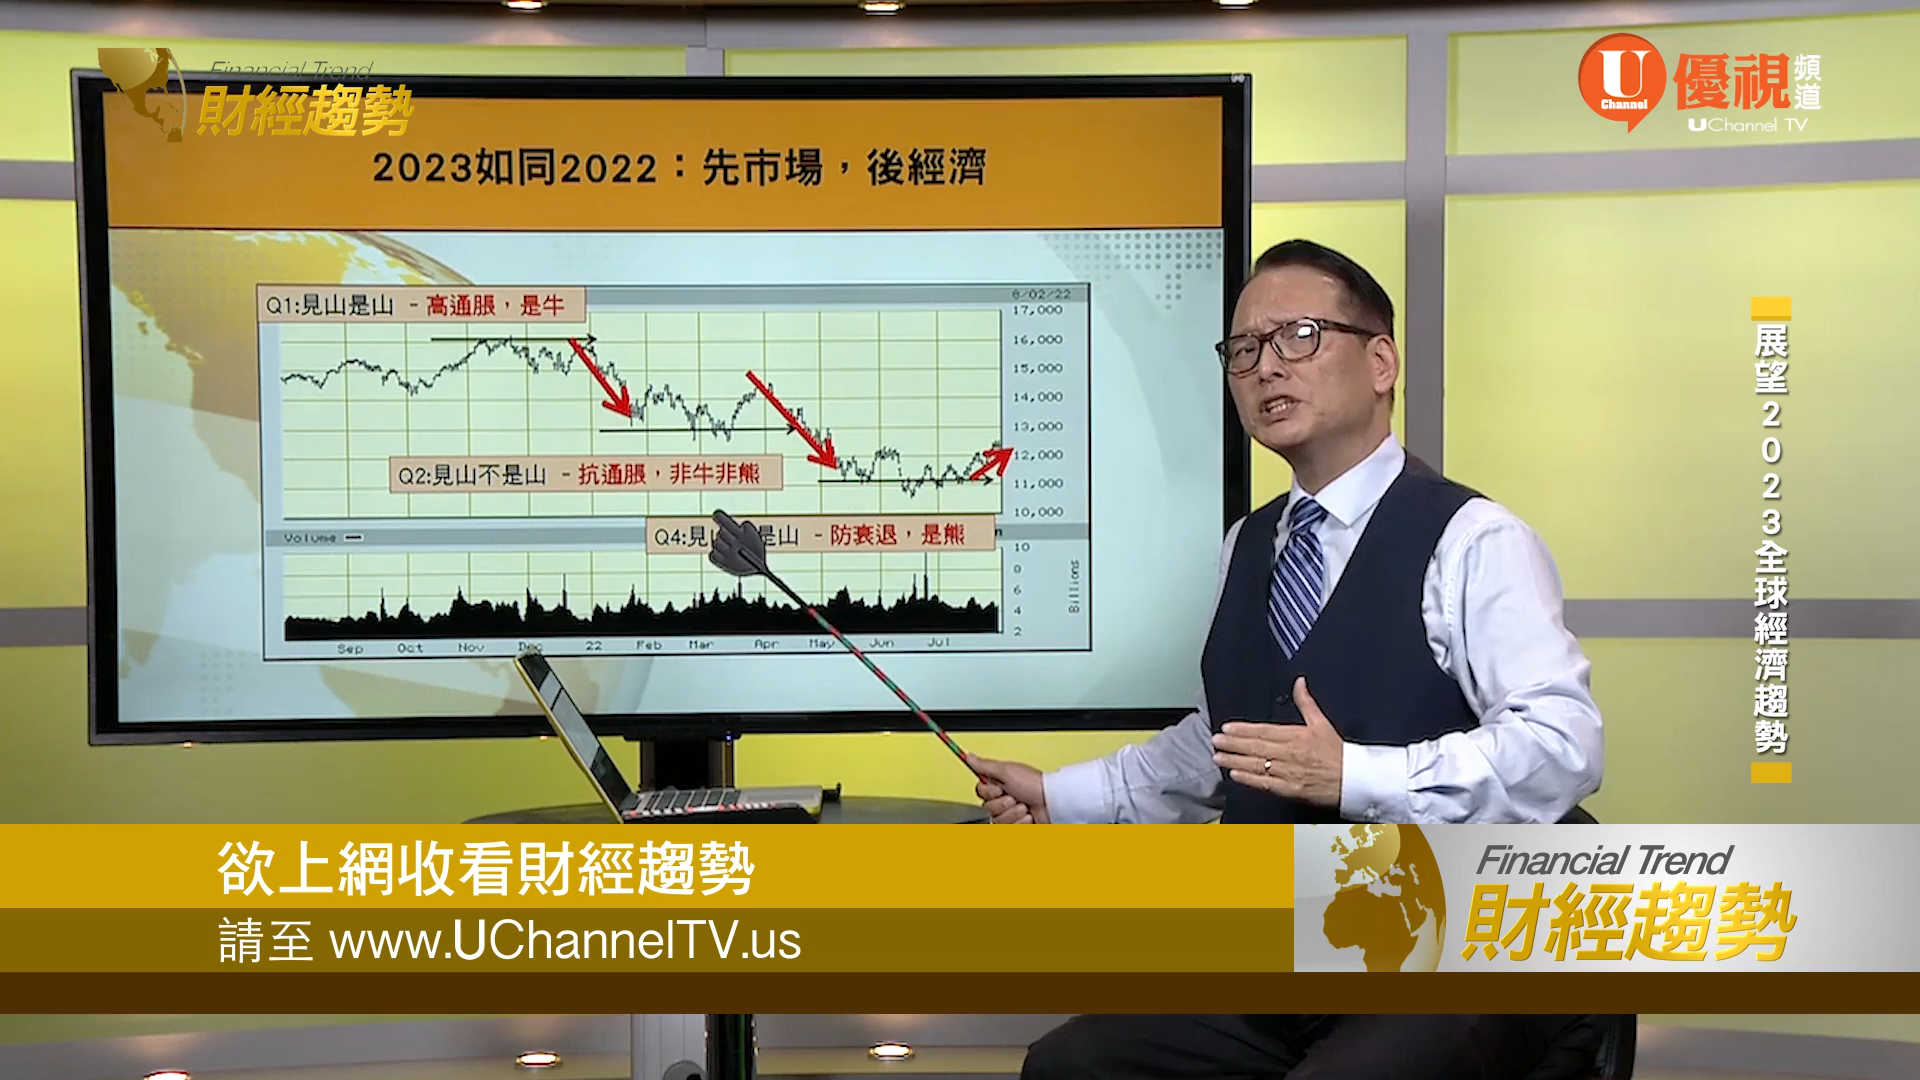 Financial Trend
財經趨勢
U
Channel
優視
頻道
UChannel TV
2023如同2022：先市場，後經濟
Q1:見山是山 - 高通脹，是牛
8/02/22
17,000
16,000
15,000
14,000
13,000
12,000
11,000
10,000
Q2:見山不是山 - 抗通脹，非牛非熊
Q4:見山 是山 - 防衰退，是熊
Volume
10
6
4
2
Billions
Sep Oct Nov Dec 22 Feb Mar Apr May Jun Jul
展望2023全球經濟趨勢
欲上網收看財經趨勢
請至 www.UChannelTV.us
Financial Trend
財經趨勢